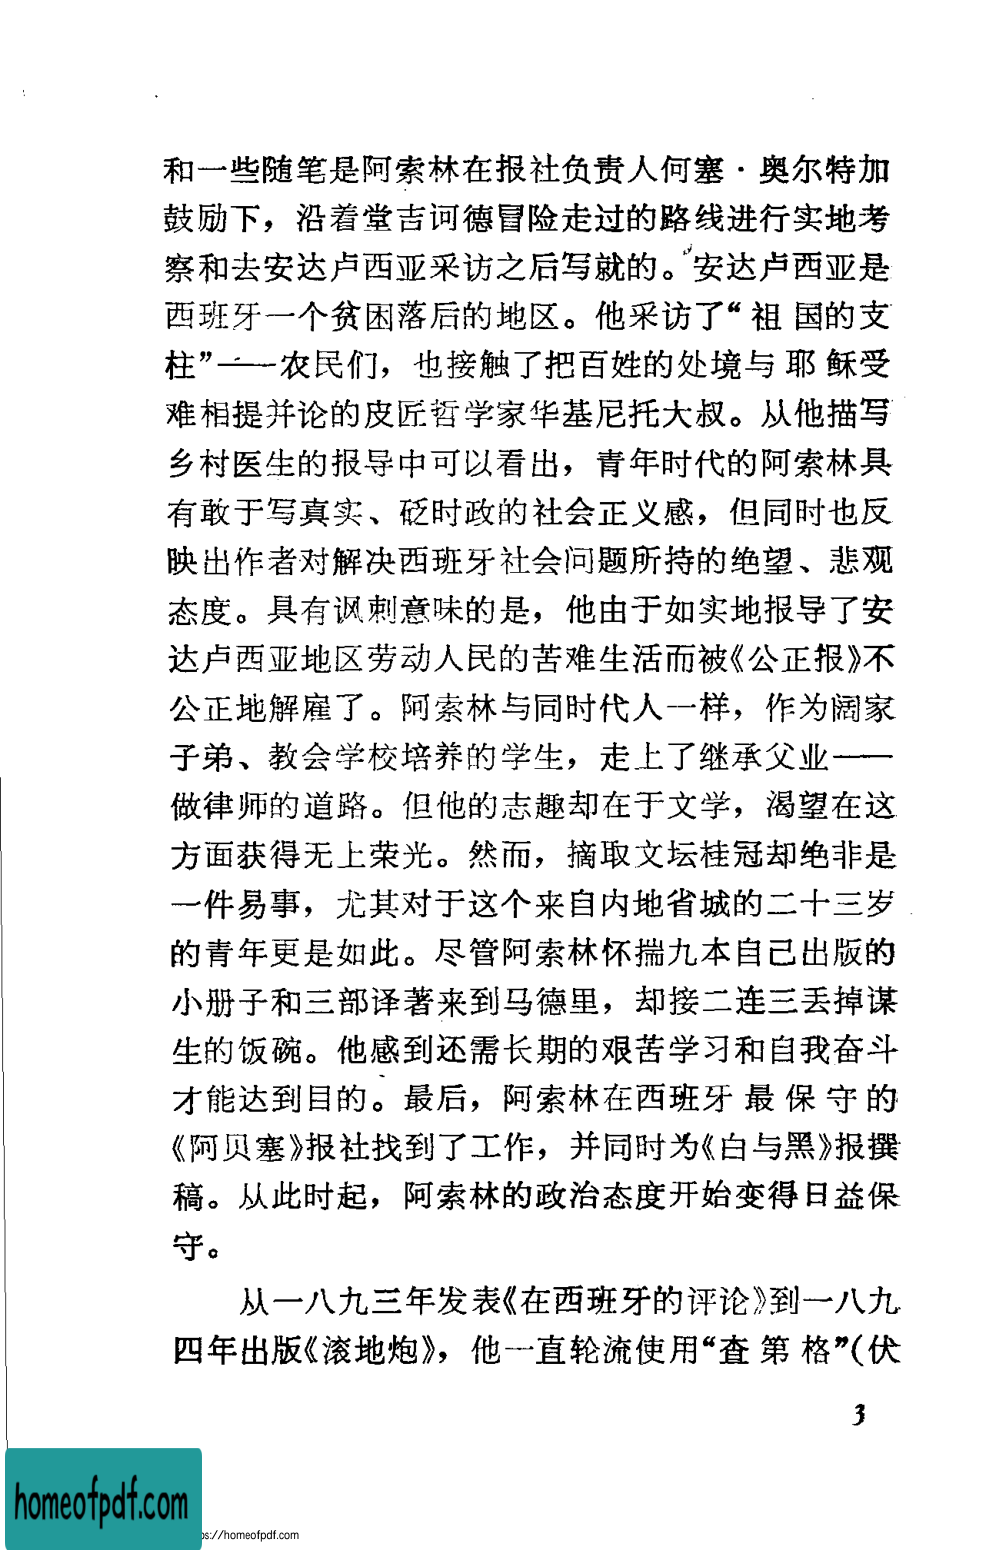 和一些随笔是阿索林在报社负责人何塞·奥尔特加
鼓励下，沿着堂吉诃德冒险走过的路线进行实地考
察和去安达卢西亚采访之后写就的。安达卢西亚是
西班牙一个贫困落后的地区。他采访了“祖国的支
柱”——农民们，也接触了把百姓的处境与耶稣受
难相提并论的皮匠哲学家华基尼托大叔。从他描写
乡村医生的报导中可以看出，青年时代的阿索林具
有敢于写真实、砭时政的社会正义感，但同时也反
映出作者对解决西班牙社会问题所持的绝望、悲观
态度。具有讽刺意味的是，他由于如实地报导了安
达卢西亚地区劳动人民的苦难生活而被《公正报》不
公正地解雇了。阿索林与同时代人一样，作为阔家
子弟、教会学校培养的学生，走上了继承父业——
做律师的道路。但他的志趣却在于文学，渴望在这
方面获得无上荣光。然而，摘取文坛桂冠却绝非是
一件易事，尤其对于这个来自内地省城的二十三岁
的青年更是如此。尽管阿索林怀揣九本自己出版的
小册子和三部译著来到马德里，却接二连三丢掉谋
生的饭碗。他感到还需长期的艰苦学习和自我奋斗
才能达到目的。最后，阿索林在西班牙最保守的
《阿贝塞》报社找到了工作，并同时为《白与黑》报撰
稿。从此时起，阿索林的政治态度开始变得日益保
守。
从一八九三年发表《在西班牙的评论》到一八九
四年出版《滚地炮》，他一直轮流使用“查第格”(伏
3
homeofpdf.com
ps://homeofpdf.com